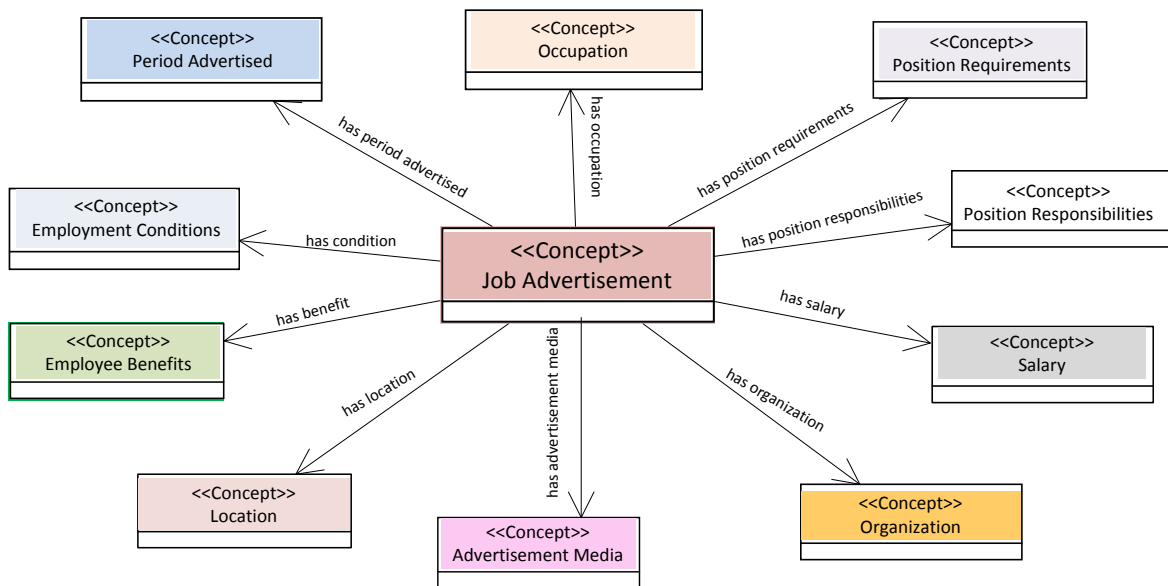 <<Concept>>
Period Advertised
<<Concept>>
Occupation
<<Concept>>
Position Requirements
has period advertised
has occupation
has position requirements
<<Concept>>
Employment Conditions
has condition
<<Concept>>
Job Advertisement
has position responsibilities
<<Concept>>
Position Responsibilities
<<Concept>>
Employee Benefits
has benefit
has salary
<<Concept>>
Salary
has location
has advertisement media
has organization
<<Concept>>
Location
<<Concept>>
Advertisement Media
<<Concept>>
Organization